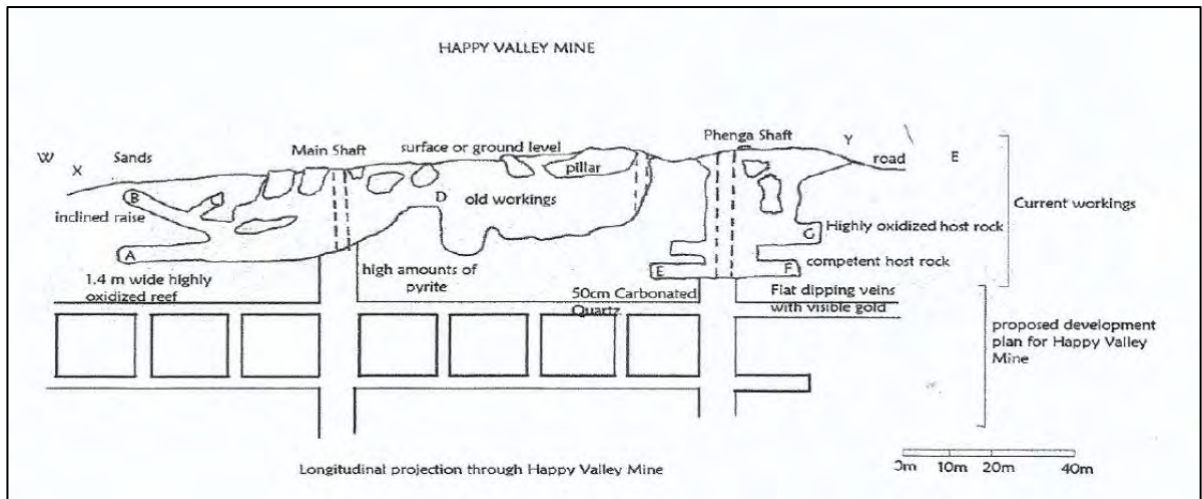 HAPPY VALLEY MINE
W
X
Sands
Main Shaft
surface or ground level
Phenga Shaft
Y
road
E
B
pillar
inclined raise
D
old workings
Current workings
G
Highly oxidized host rock
A
E
F
competent host rock
1.4 m wide highly
oxidized reef
high amounts of
pyrite
50cm Carbonated
Quartz
Flat dipping veins
with visible gold
proposed development
plan for Happy Valley
Mine
Longitudinal projection through Happy Valley Mine
0m 10m 20m 40m